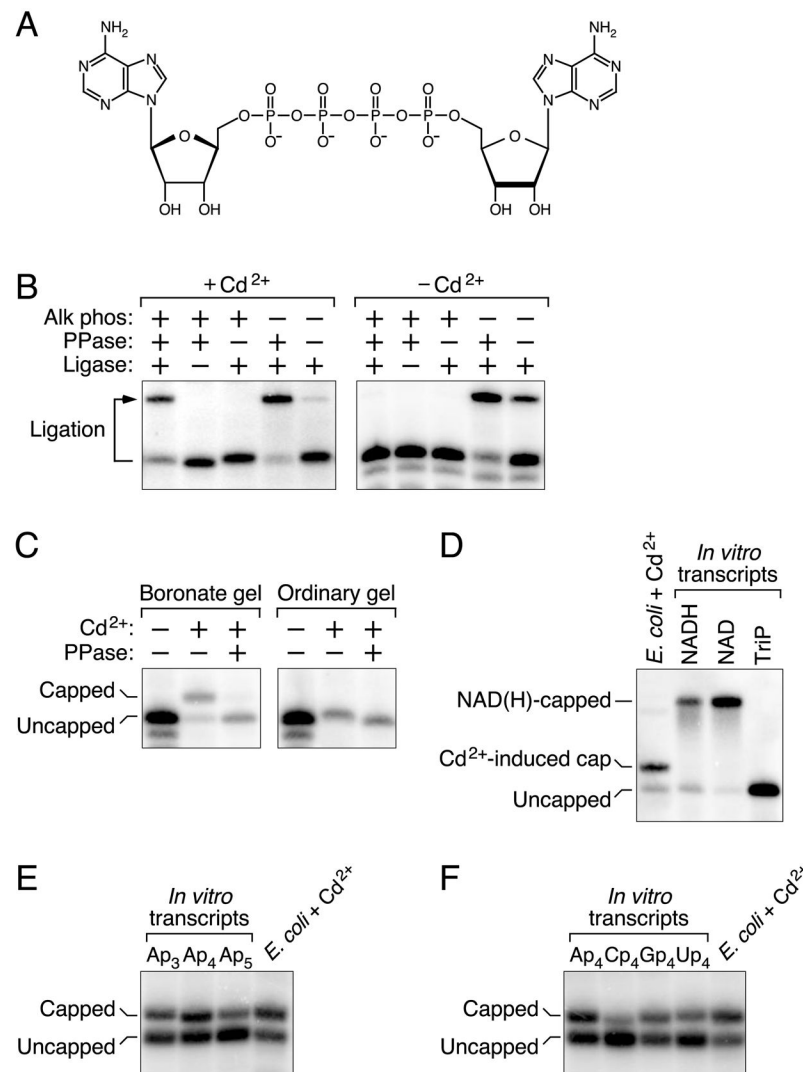 A
NH2 NH2
N N N N
N N N N
O O O O
O O P O P O P O P O O
O- O- O- O-
OH OH OH OH
B
+ Cd2+ − Cd2+
Alk phos: + + + − − + + + − −
PPase: + + − + − + + − + −
Ligase: + − + + + + − + + +
Ligation
C
Boronate gel Ordinary gel
Cd2+: − + + − + +
PPase: − − + − − +
Capped
Uncapped
D
E. coli + Cd2+
In vitro
transcripts
NADH NAD TriP
NAD(H)-capped
Cd2+-induced cap
Uncapped
E
In vitro
transcripts
E. coli + Cd2+
Ap3 Ap4 Ap5
Capped
Uncapped
F
In vitro
transcripts
E. coli + Cd2+
Ap4 Cp4 Gp4 Up4
Capped
Uncapped